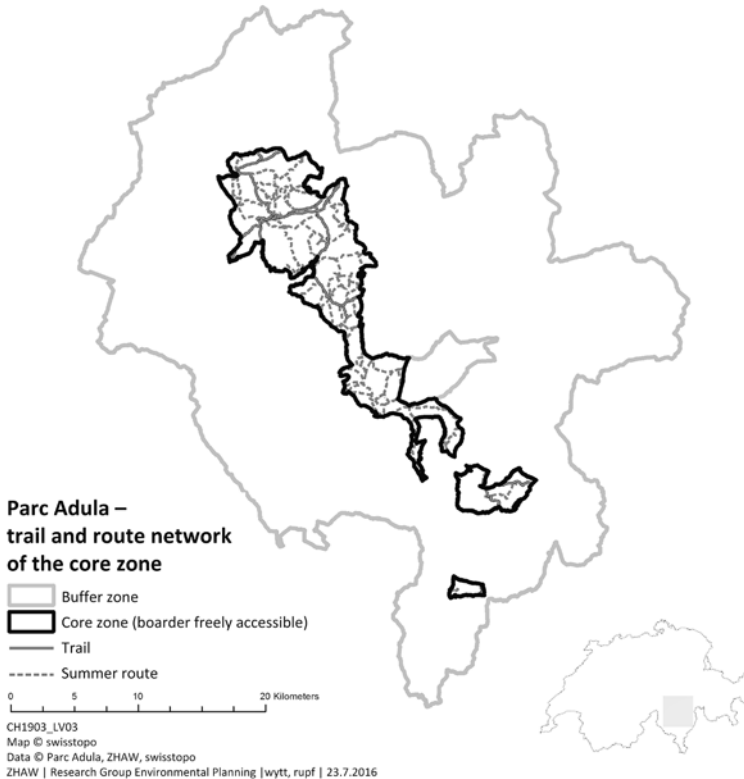 Parc Adula –
trail and route network
of the core zone
Buffer zone
Core zone (boarder freely accessible)
Trail
Summer route
0 5 10 20 Kilometers
CH1903_LV03
Map © swisstopo
Data © Parc Adula, ZHAW, swisstopo
ZHAW | Research Group Environmental Planning |wytt, rupf | 23.7.2016